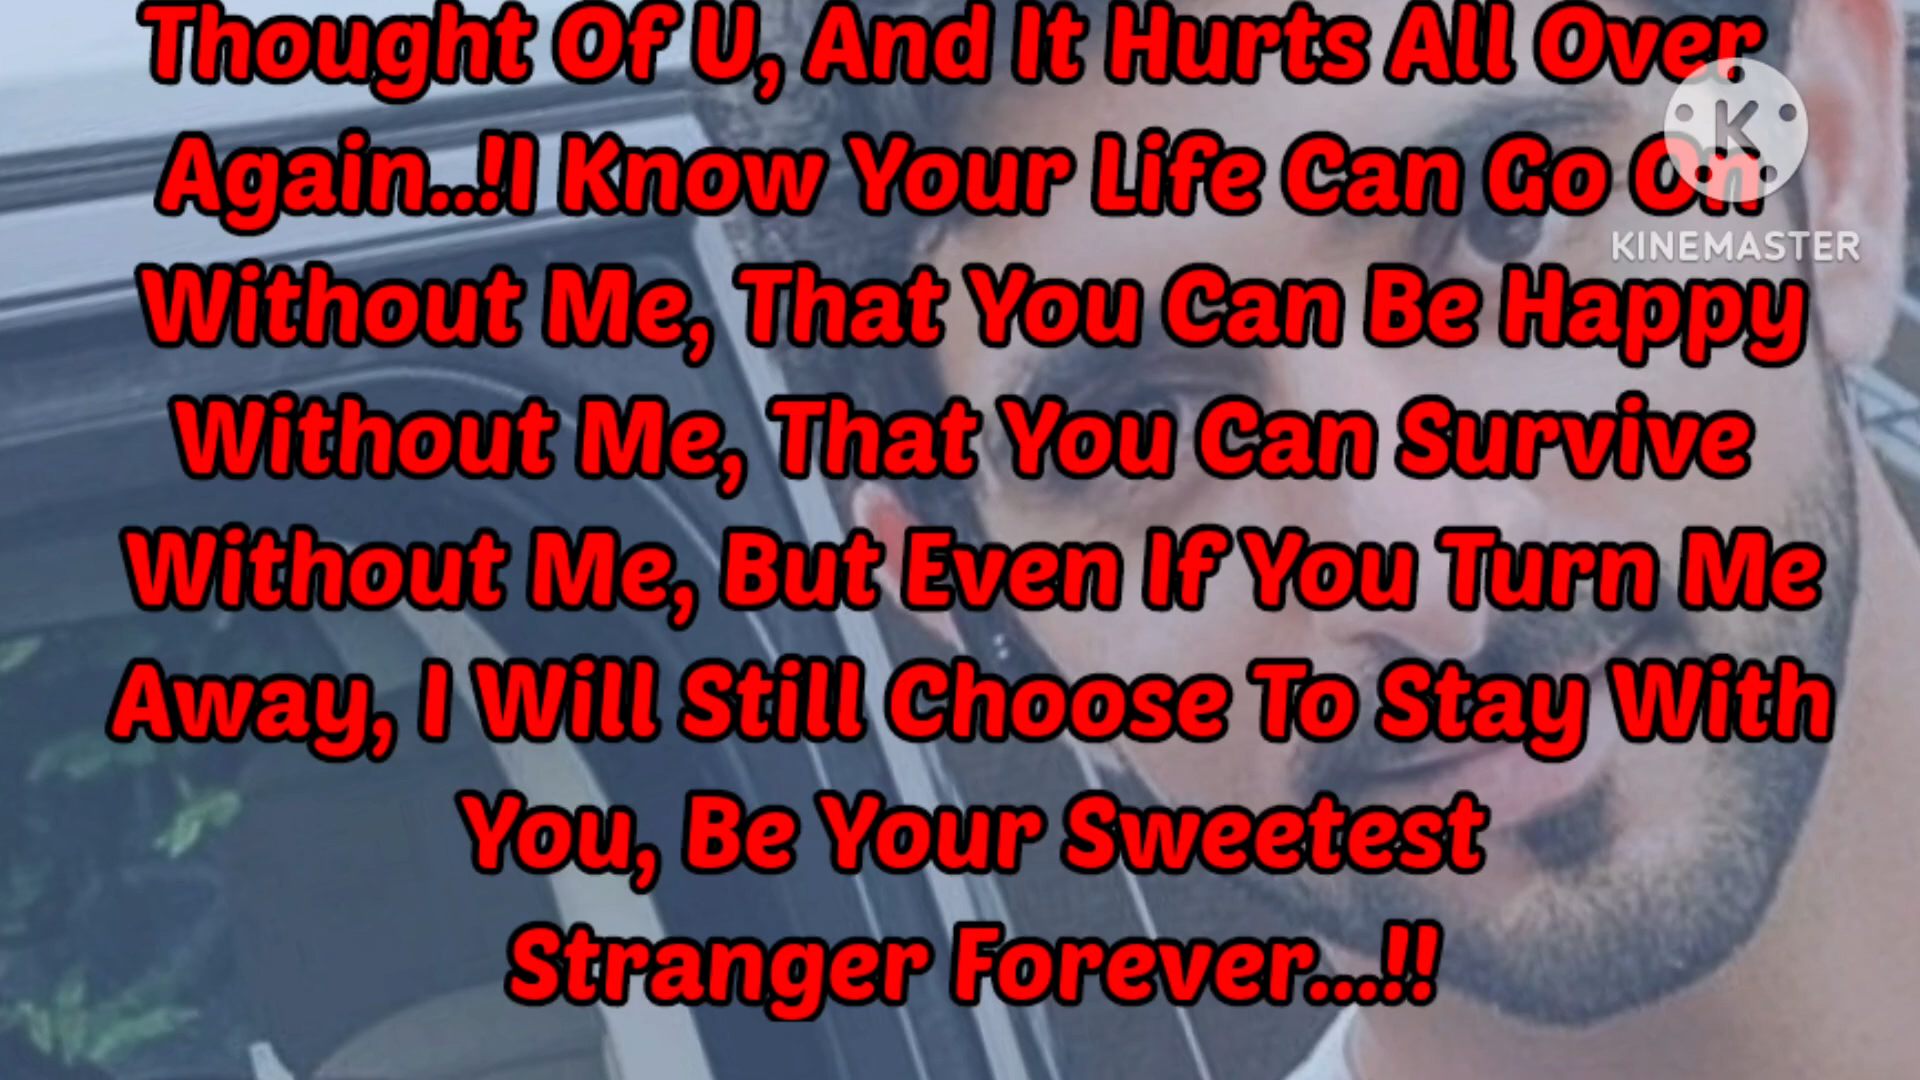 Thought Of U, And It Hurts All Over
Again..!I Know Your Life Can Go On
Without Me, That You Can Be Happy
Without Me, That You Can Survive
Without Me, But Even If You Turn Me
Away, I Will Still Choose To Stay With
You, Be Your Sweetest
Stranger Forever...!!
K
KINEMASTER